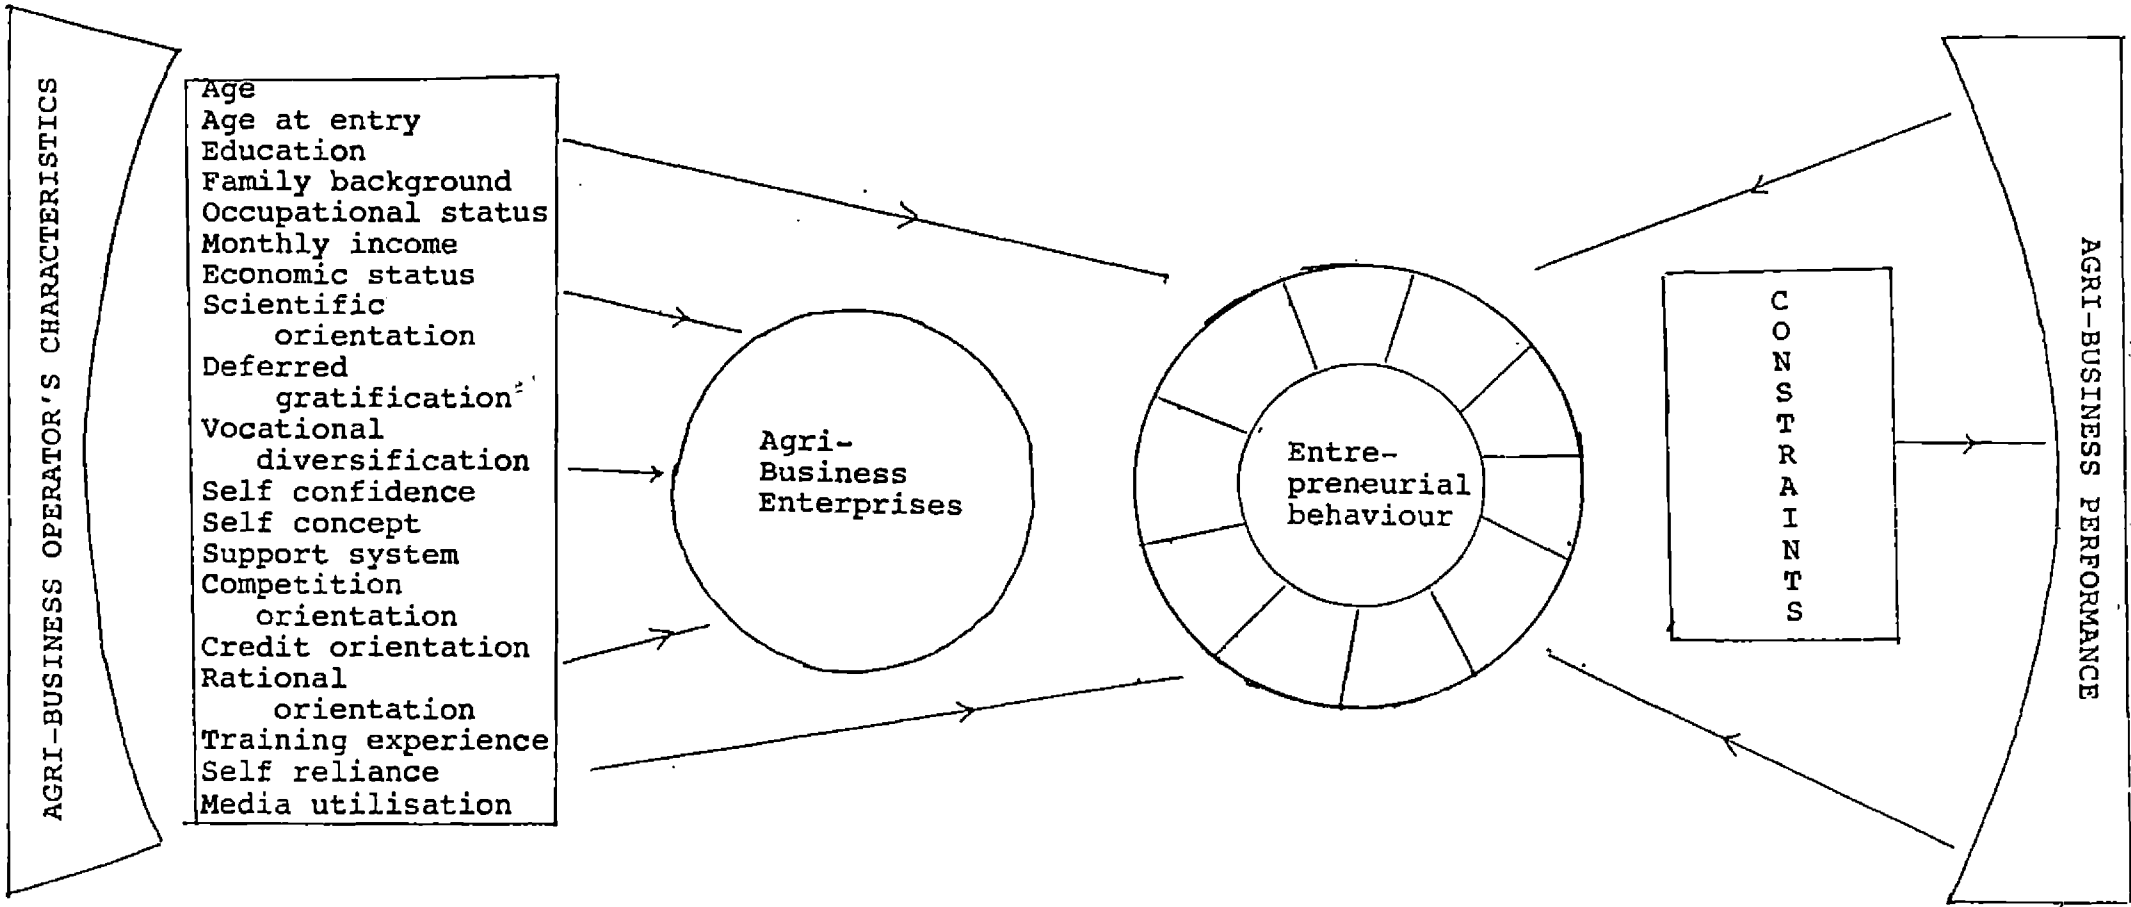 AGRI-BUSINESS OPERATOR'S CHARACTERISTICS
Age
Age at entry
Education
Family background
Occupational status
Monthly income
Economic status
Scientific
orientation
Deferred
gratification
Vocational
diversification
Self confidence
Self concept
Support system
Competition
orientation
Credit orientation
Rational
orientation
Training experience
Self reliance
Media utilisation
Agri-
Business
Enterprises
Entre-
preneurial
behaviour
CONSTRAINTS
AGRI-BUSINESS PERFORMANCE